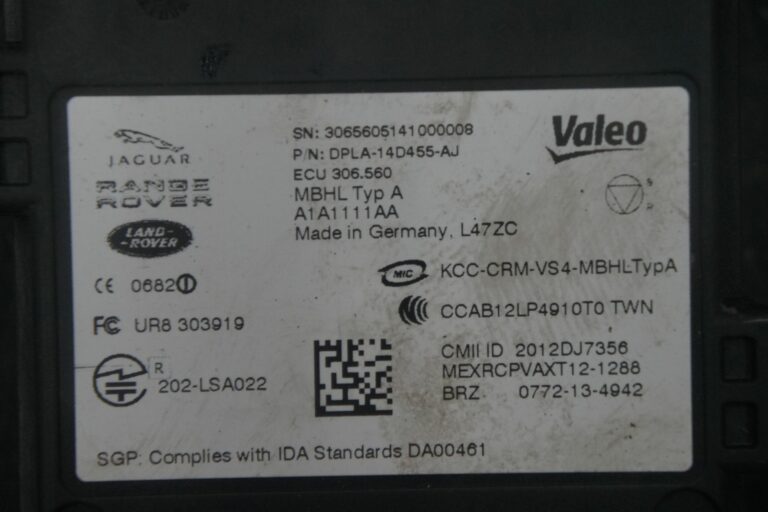 JAGUAR
RANGE
ROVER
LAND-
-ROVER
CE 0682
FC UR8 303919
R
202-LSA022
SN: 3065605141000008
P/N: DPLA-14D455-AJ
ECU 306.560
MBHL Typ A
A1A1111AA
Made in Germany, L47ZC
Valeo
MIC KCC-CRM-VS4-MBHLTypA
CCAB12LP4910T0 TWN
CMII ID 2012DJ7356
MEXRCPVAXT12-1288
BRZ 0772-13-4942
SGP: Complies with IDA Standards DA00461